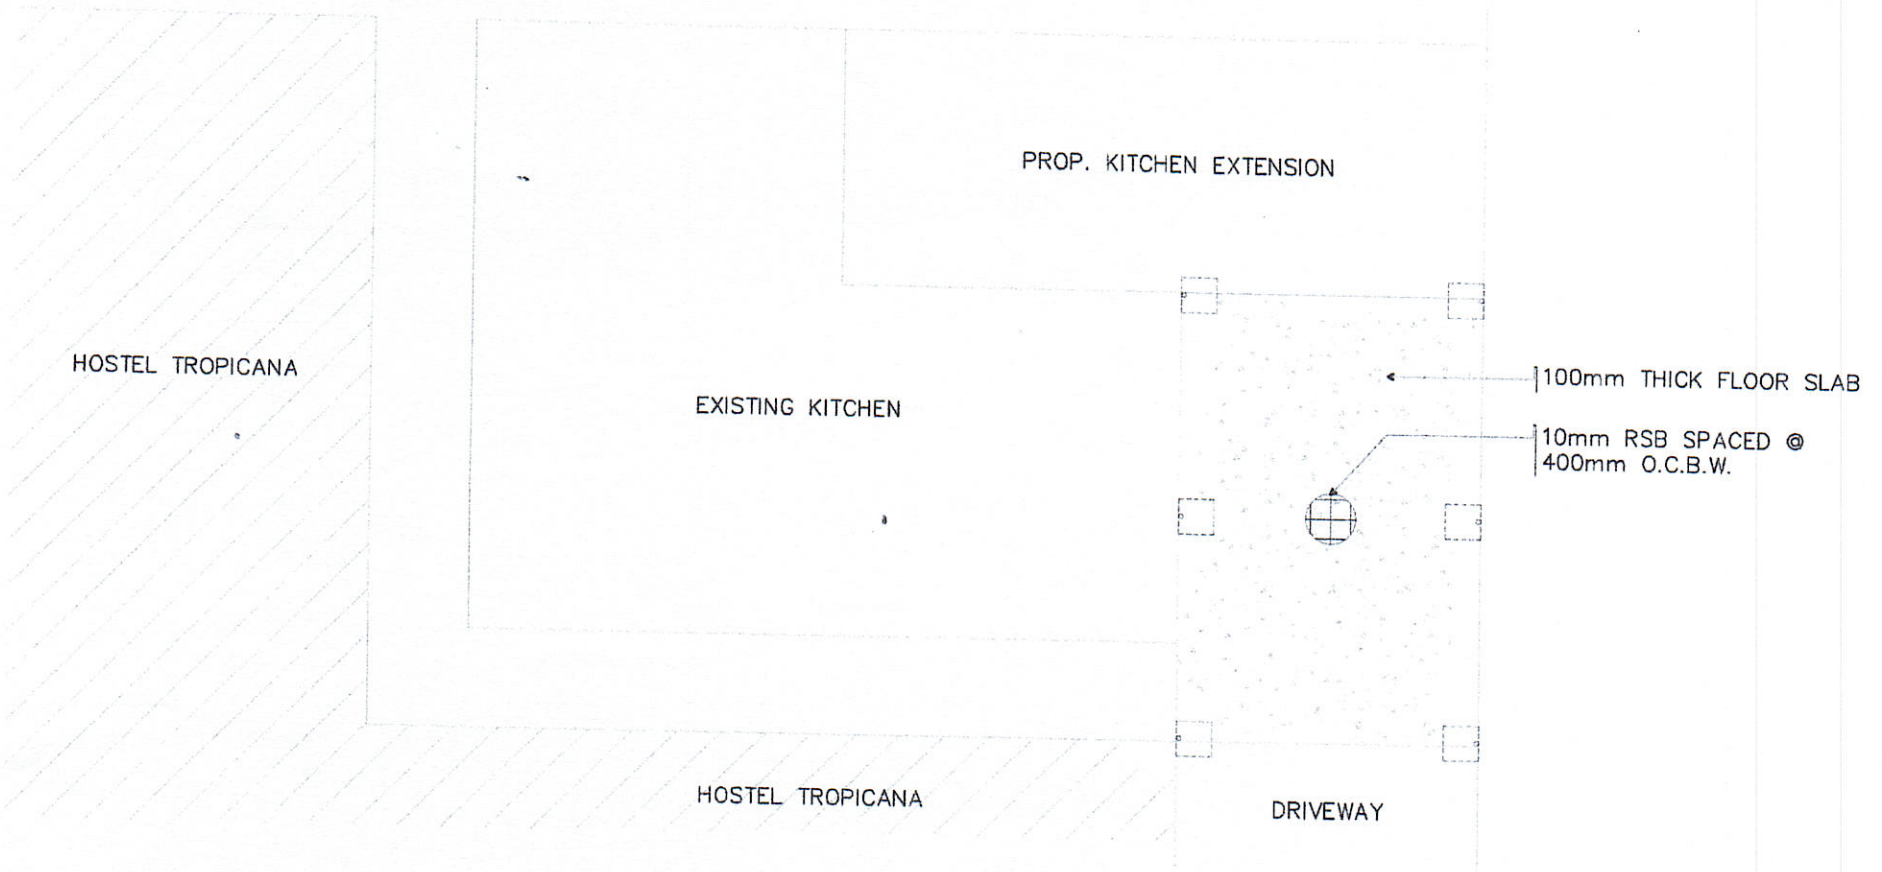 PROP. KITCHEN EXTENSION
HOSTEL TROPICANA
EXISTING KITCHEN
100mm THICK FLOOR SLAB
10mm RSB SPACED @
400mm O.C.B.W.
HOSTEL TROPICANA
DRIVEWAY